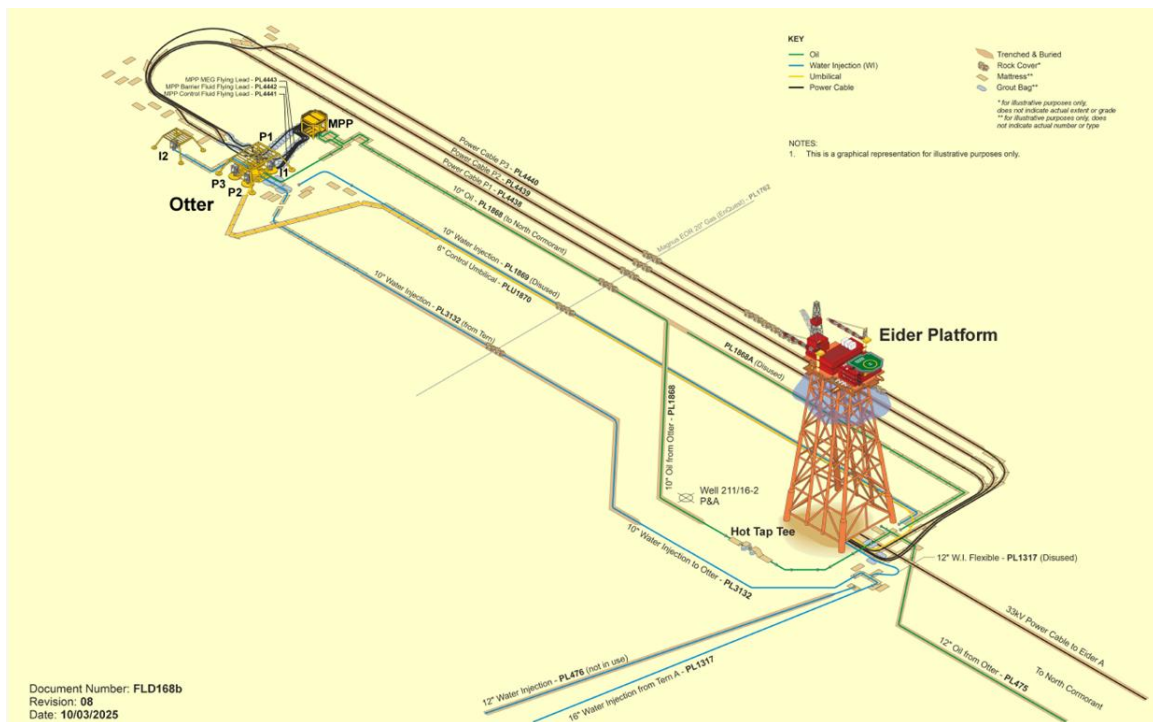 KEY
Oil
Water Injection (WI)
Umbilical
Power Cable
Trenched & Buried
Rock Cover*
Mattress**
Grout Bag**
* for illustrative purposes only,
does not indicate actual extent or grade
** for illustrative purposes only, does
not indicate actual number or type
NOTES:
1. This is a graphical representation for illustrative purposes only.
MPP MEG Flying Lead - PL4443
MPP Barrier Fluid Flying Lead - PL4442
MPP Control Fluid Flying Lead - PL4441
MPP
P1
I2
I1
P3
P2
Otter
Power Cable P3 - PL4440
Power Cable P2 - PL4439
Power Cable P1 - PL4438
10" Oil - PL1868 (to North Cormorant)
Magnus EOR 20" Gas (EnQuest) - PL1762
10" Water Injection - PL1869 (Disused)
6" Control Umbilical - PLU1870
10" Water Injection - PL3132 (from Tern)
Eider Platform
PL1868A (Disused)
10" Oil from Otter - PL1868
Well 211/16-2
P&A
Hot Tap Tee
10" Water Injection to Otter - PL3132
12" W.I. Flexible - PL1317 (Disused)
33kV Power Cable to Eider A
To North Cormorant
12" Oil from Otter - PL475
12" Water Injection - PL476 (not in use)
16" Water Injection from Tern A - PL1317
Document Number: FLD168b
Revision: 08
Date: 10/03/2025